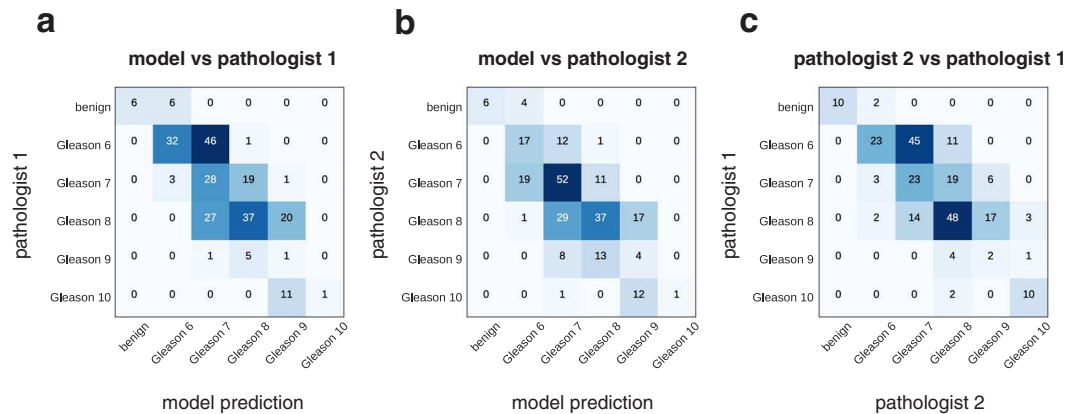 a
model vs pathologist 1
pathologist 1
benign 6 6 0 0 0 0
Gleason 6 0 32 46 1 0 0
Gleason 7 0 3 28 19 1 0
Gleason 8 0 0 27 37 20 0
Gleason 9 0 0 1 5 1 0
Gleason 10 0 0 0 0 11 1
benign Gleason 6 Gleason 7 Gleason 8 Gleason 9 Gleason 10
model prediction
b
model vs pathologist 2
pathologist 2
benign 6 4 0 0 0 0
Gleason 6 0 17 12 1 0 0
Gleason 7 0 19 52 11 0 0
Gleason 8 0 1 29 37 17 0
Gleason 9 0 0 8 13 4 0
Gleason 10 0 0 1 0 12 1
benign Gleason 6 Gleason 7 Gleason 8 Gleason 9 Gleason 10
model prediction
c
pathologist 2 vs pathologist 1
pathologist 1
benign 10 2 0 0 0 0
Gleason 6 0 23 45 11 0 0
Gleason 7 0 3 23 19 6 0
Gleason 8 0 2 14 48 17 3
Gleason 9 0 0 0 4 2 1
Gleason 10 0 0 0 2 0 10
benign Gleason 6 Gleason 7 Gleason 8 Gleason 9 Gleason 10
pathologist 2